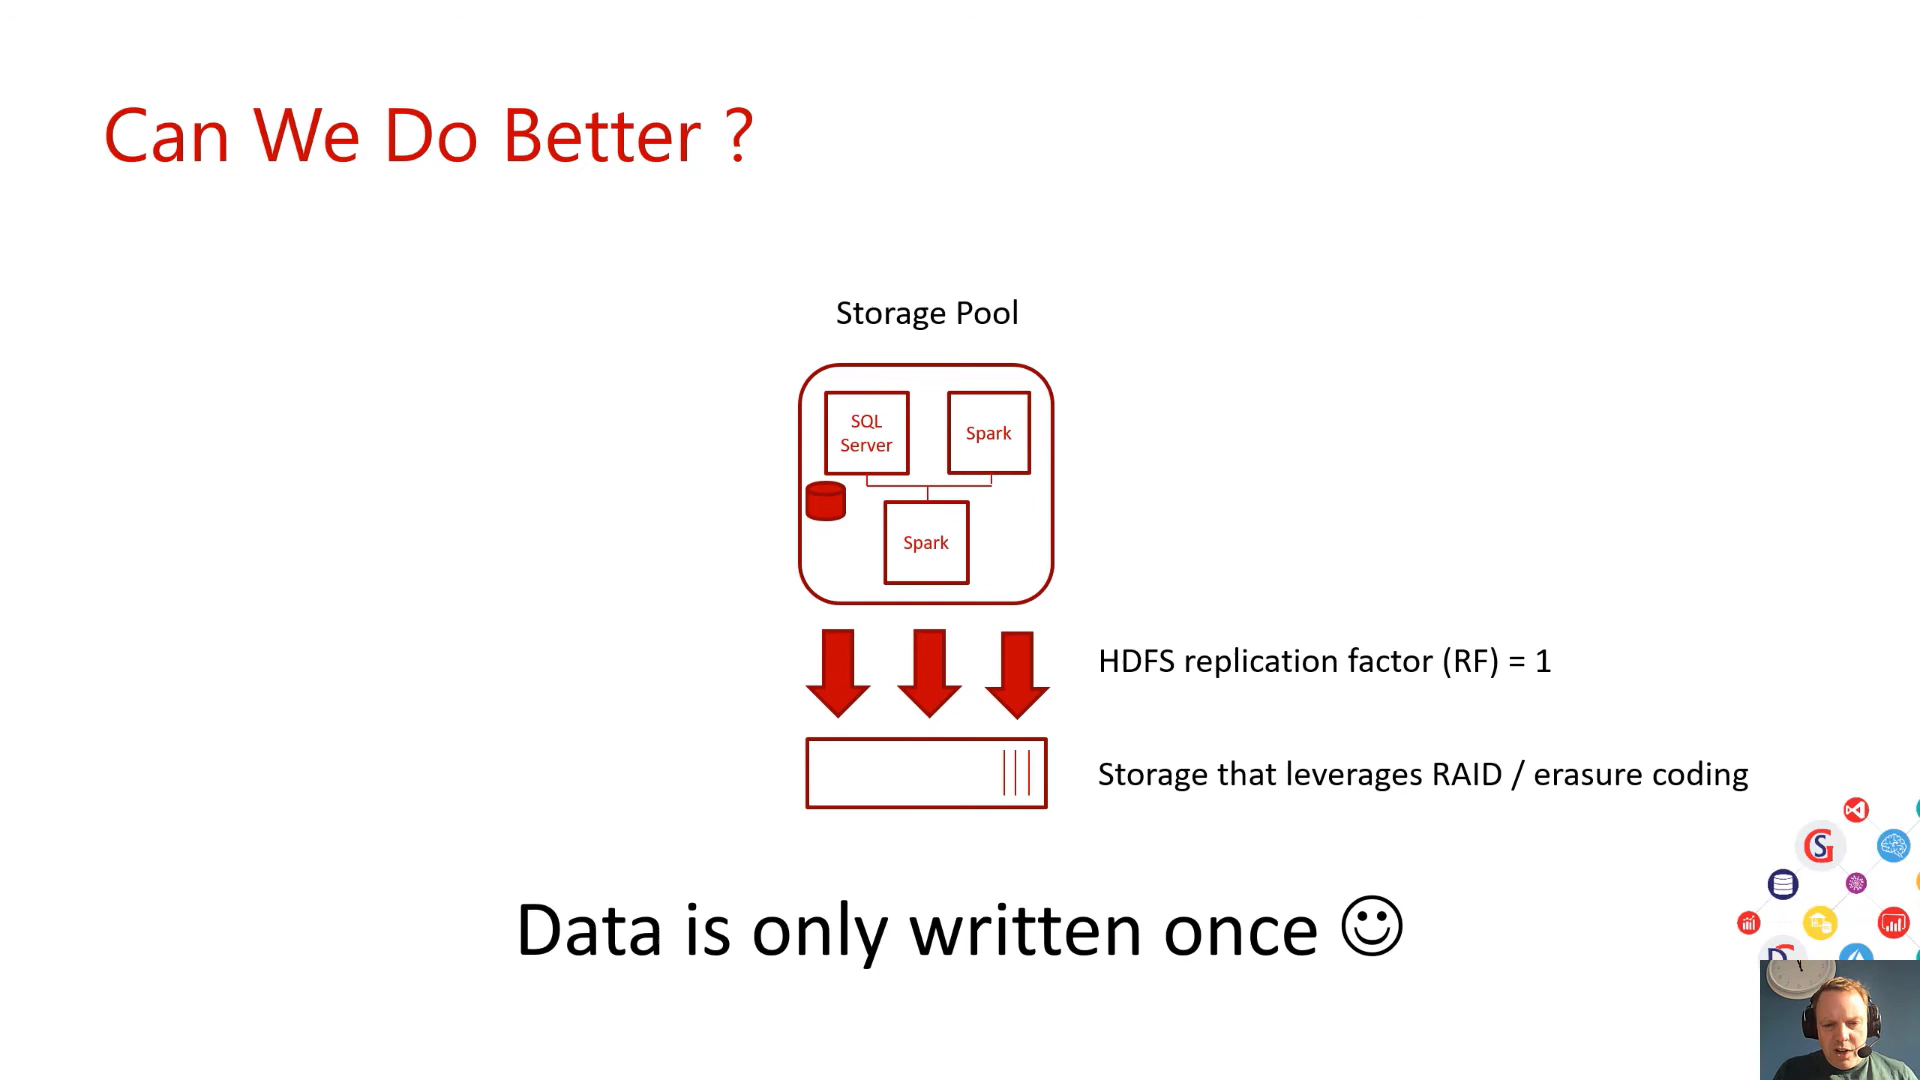 Can We Do Better ?
Storage Pool
SQL
Server
Spark
Spark
HDFS replication factor (RF) = 1
Storage that leverages RAID / erasure coding
Data is only written once